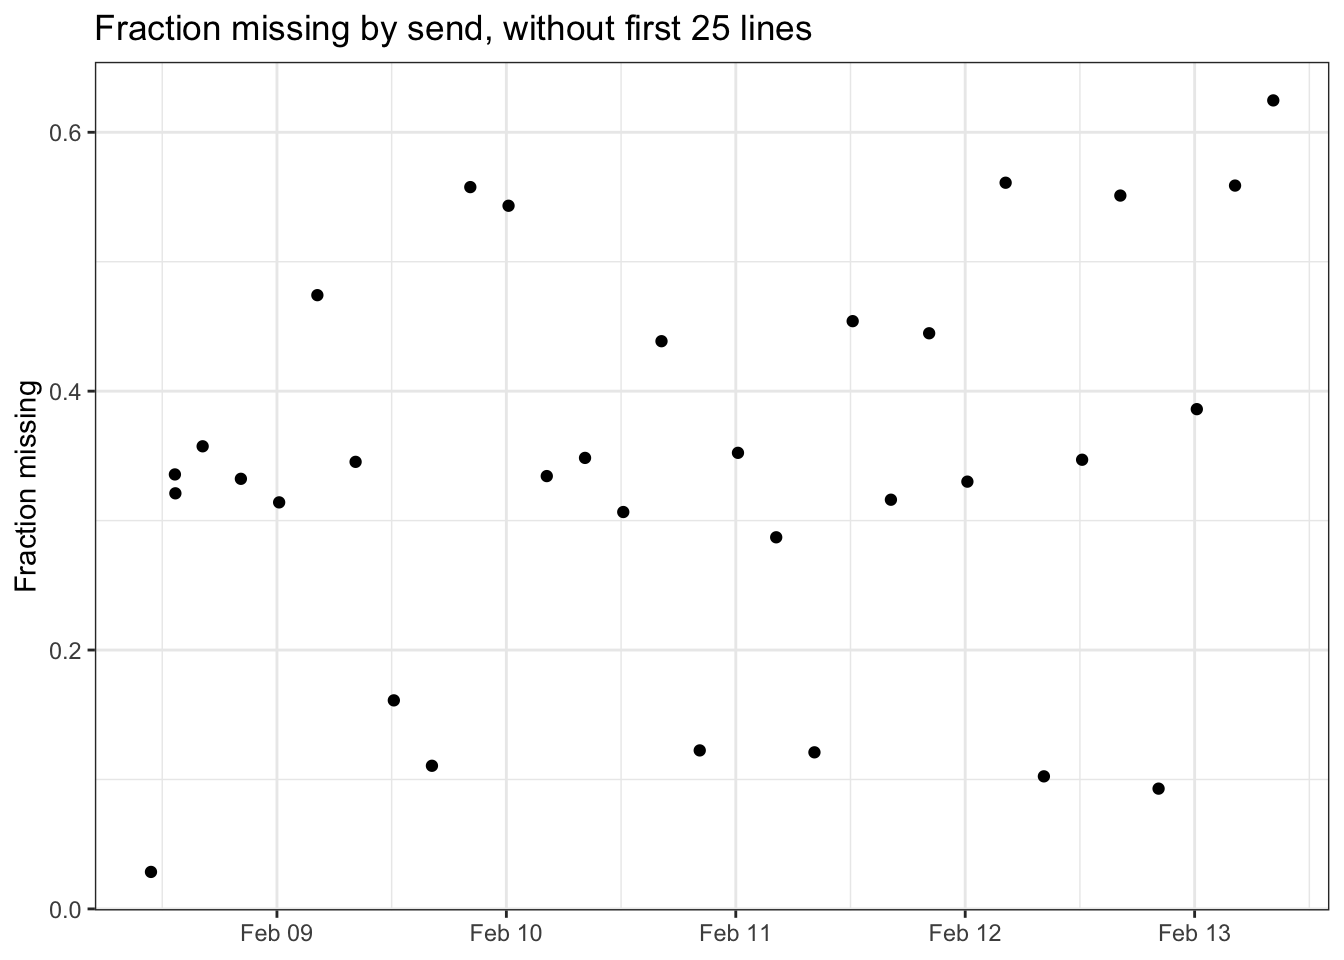 Fraction missing by send, without first 25 lines
Fraction missing
0.6
0.4
0.2
0.0
Feb 09
Feb 10
Feb 11
Feb 12
Feb 13